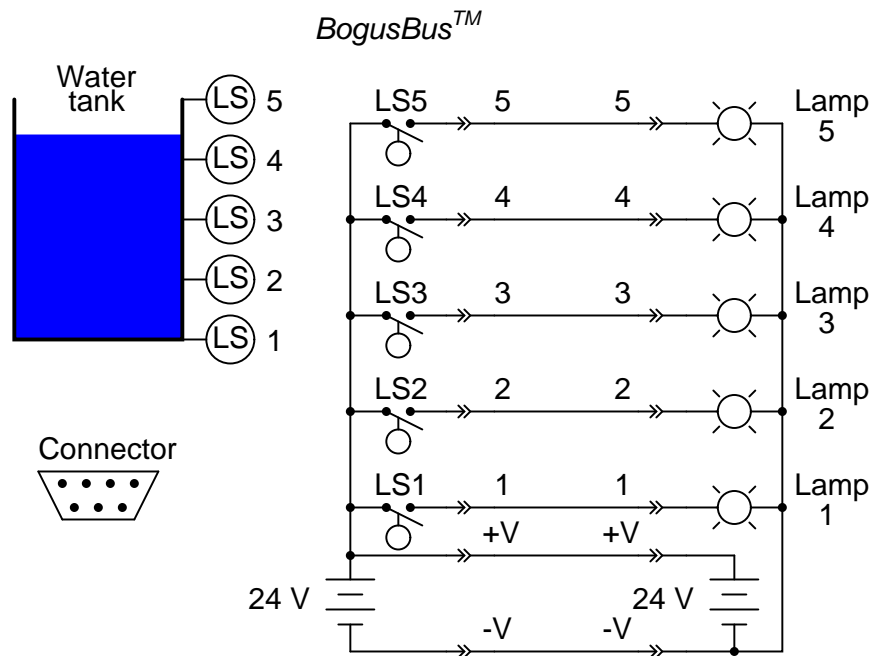 BogusBus™
Water
tank
LS 5
LS 4
LS 3
LS 2
LS 1
Connector
LS5 5 5 Lamp
5
LS4 4 4 Lamp
4
LS3 3 3 Lamp
3
LS2 2 2 Lamp
2
LS1 1 1 Lamp
1
+V +V
24 V 24 V
-V -V